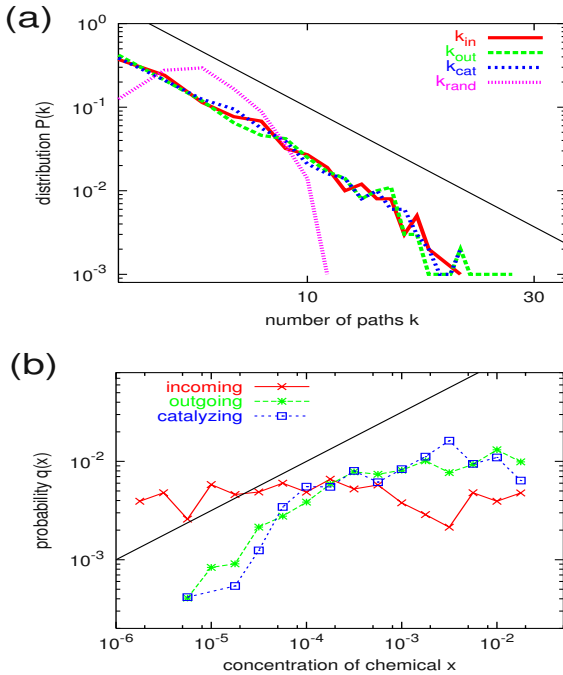 (a)
10^0
10^-1
10^-2
10^-3
distribution P(k)
k_in
k_out
k_cat
k_rand
10
30
number of paths k
(b)
incoming
outgoing
catalyzing
10^-2
10^-3
probability q(x)
10^-6
10^-5
10^-4
10^-3
10^-2
concentration of chemical x